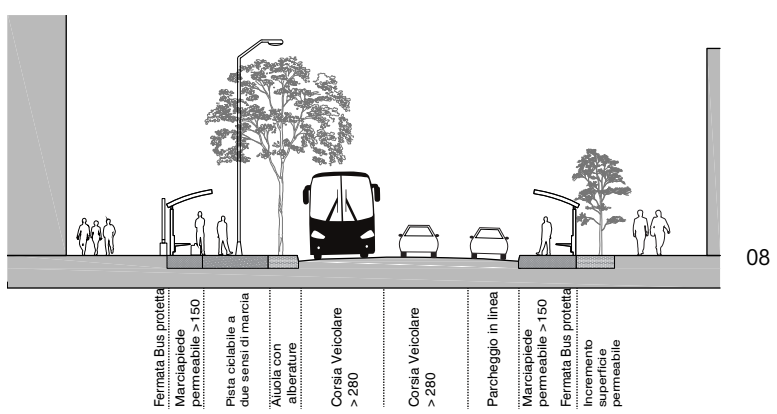 08
Fermata Bus protetta
Marciapiede
permeabile >150
Pista ciclabile a
due sensi di marcia
Aiuola con
alberature
Corsia Veicolare
> 280
Corsia Veicolare
> 280
Parcheggio in linea
Marciapiede
permeabile >150
Fermata Bus protetta
Incremento
superficie
permeabile